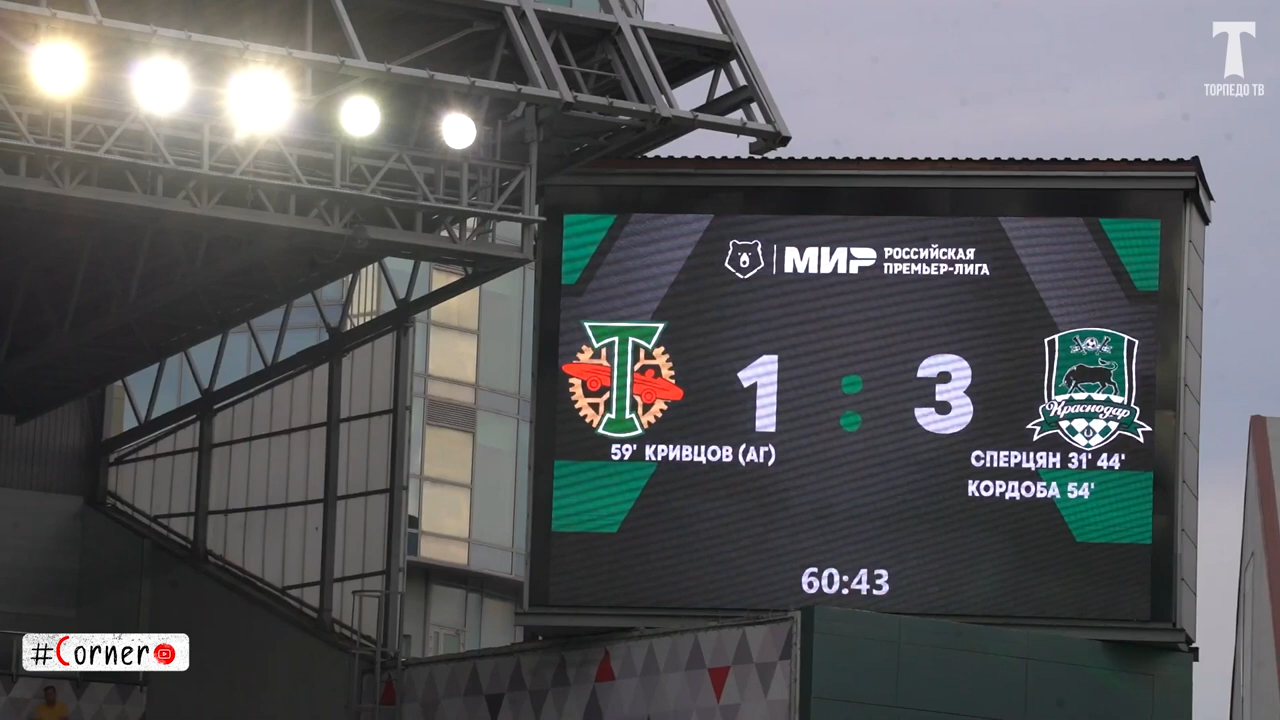 Т
ТОРПЕДО ТВ
МИР РОССИЙСКАЯ
ПРЕМЬЕР-ЛИГА
Т
1 : 3
Краснодар
59' КРИВЦОВ (АГ)
СПЕРЦЯН 31' 44'
КОРДОБА 54'
60:43
#Corner